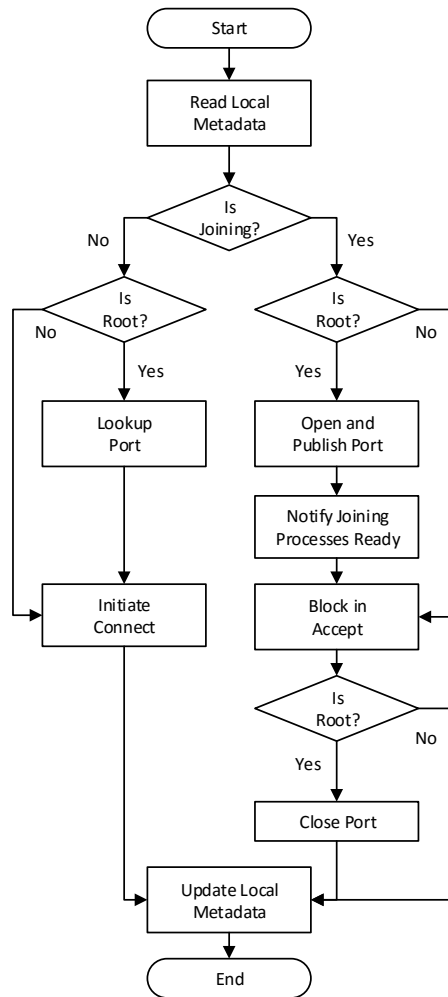 Start
Read Local
Metadata
Is
Joining?
No
Yes
Is
Root?
No
Yes
Is
Root?
No
Yes
Lookup
Port
Open and
Publish Port
Notify Joining
Processes Ready
Initiate
Connect
Block in
Accept
Is
Root?
No
Yes
Close Port
Update Local
Metadata
End